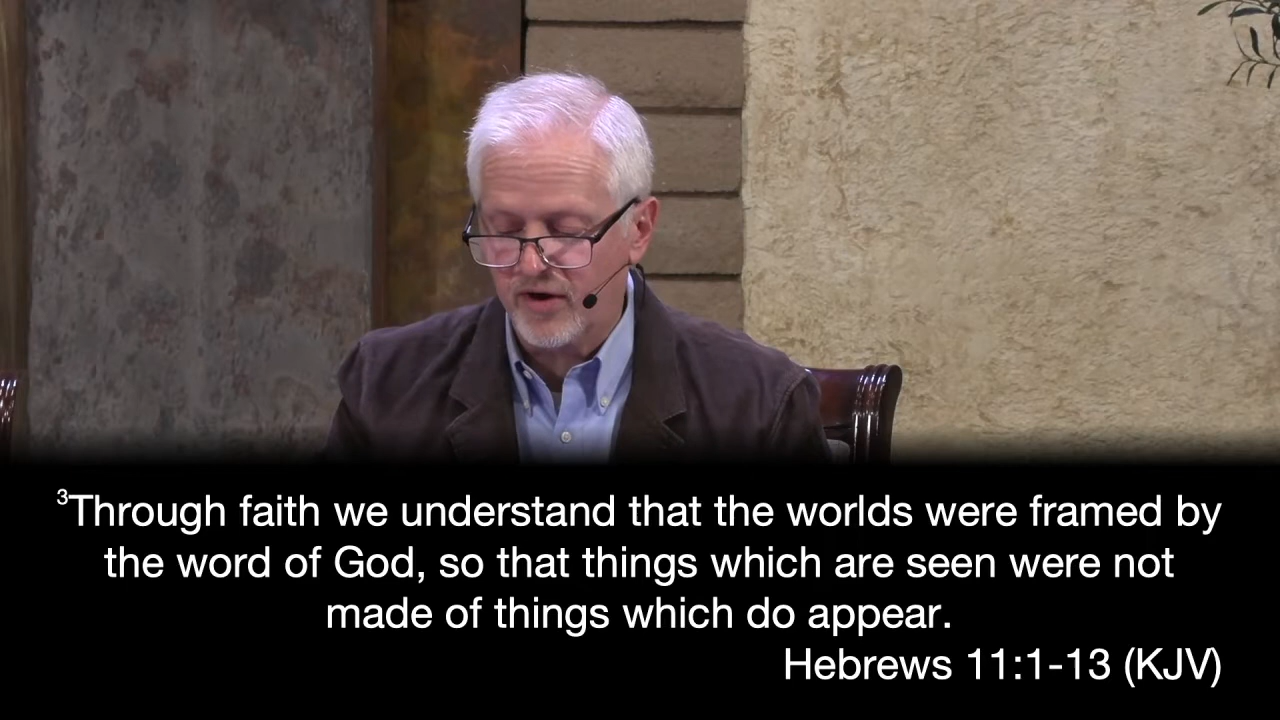 ³Through faith we understand that the worlds were framed by
the word of God, so that things which are seen were not
made of things which do appear.
Hebrews 11:1-13 (KJV)